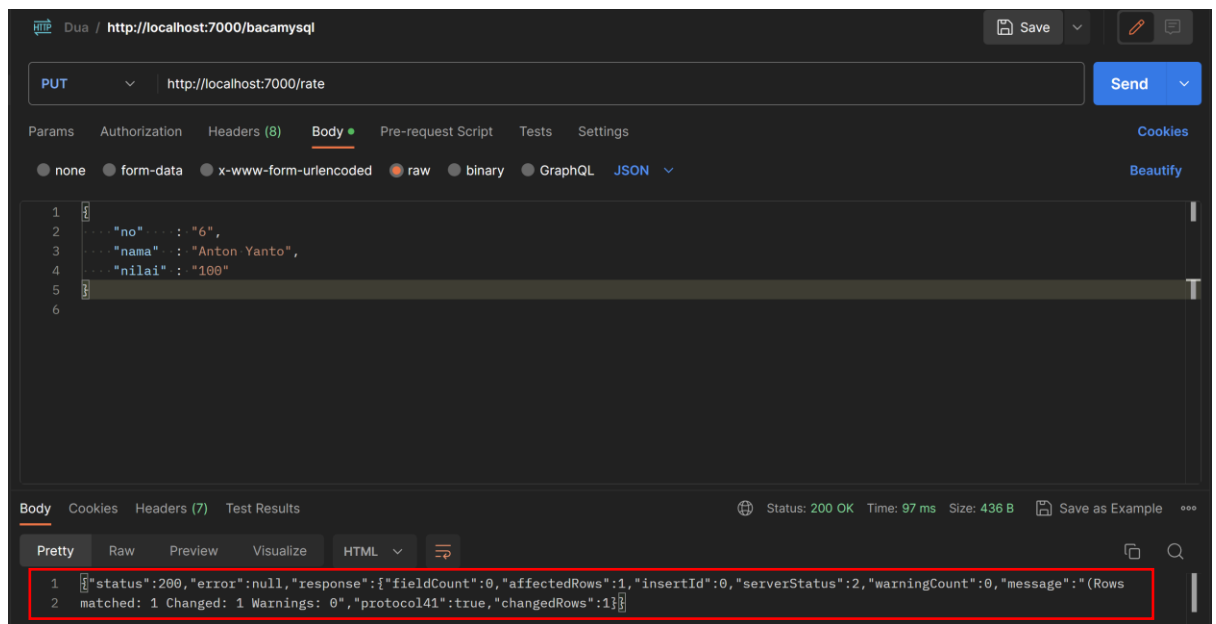 HTTP Dua / http://localhost:7000/bacamysql Save
PUT http://localhost:7000/rate Send
Params Authorization Headers (8) Body Pre-request Script Tests Settings Cookies
none form-data x-www-form-urlencoded raw binary GraphQL JSON Beautify
1 {
2 "no" : "6",
3 "nama" : "Anton Yanto",
4 "nilai" : "100"
5 }
6
Body Cookies Headers (7) Test Results Status: 200 OK Time: 97 ms Size: 436 B Save as Example
Pretty Raw Preview Visualize HTML
1 {"status":200,"error":null,"response":{"fieldCount":0,"affectedRows":1,"insertId":0,"serverStatus":2,"warningCount":0,"message":"(Rows
2 matched: 1 Changed: 1 Warnings: 0","protocol41":true,"changedRows":1}}